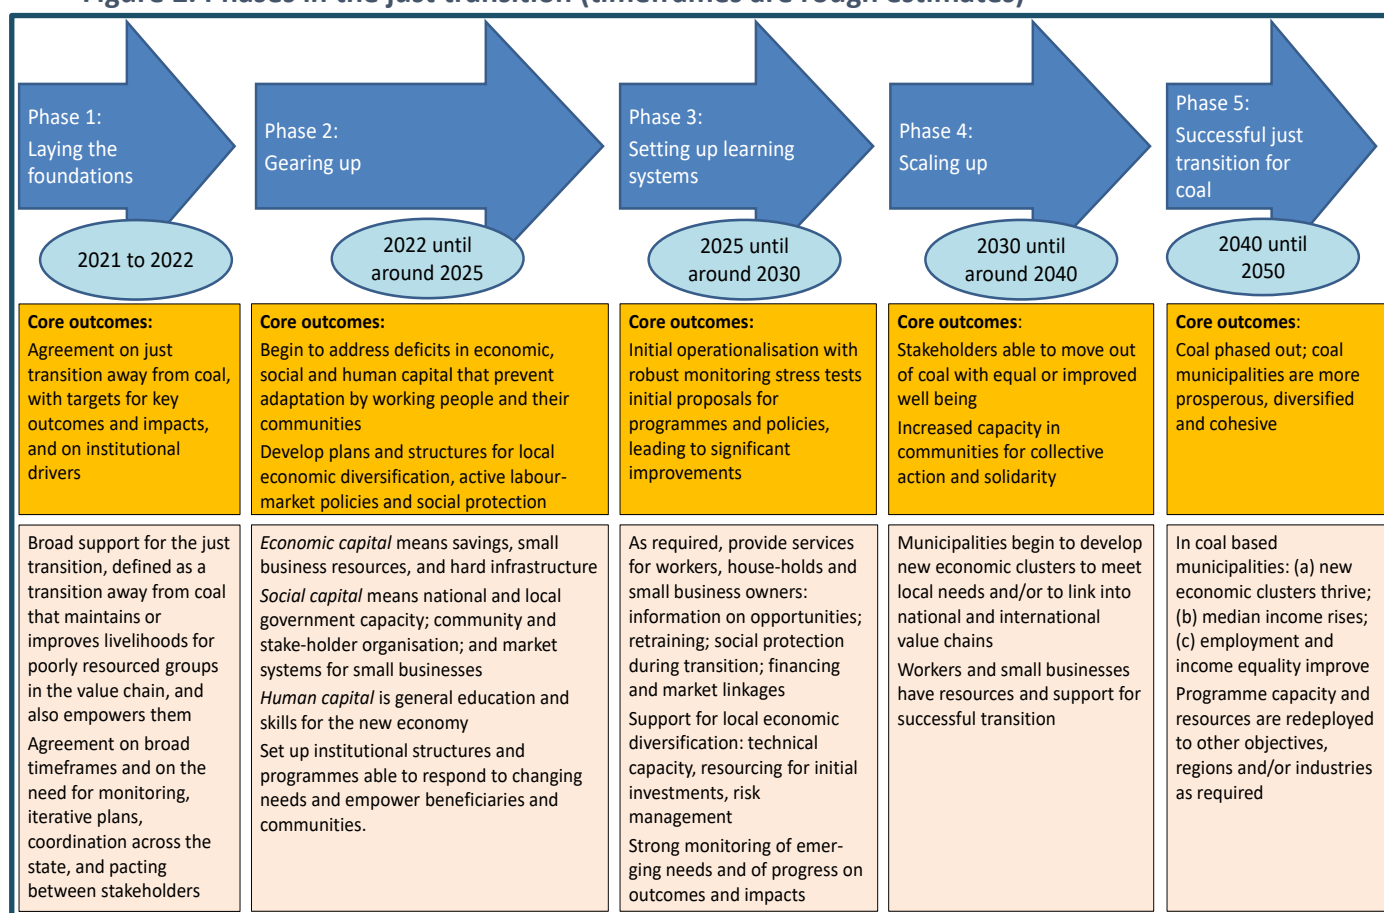 Figure 2: Phases in the just transition (timeframes are rough estimates)
Phase 1:
Laying the
foundations
Phase 2:
Gearing up
Phase 3:
Setting up learning
systems
Phase 4:
Scaling up
Phase 5:
Successful just
transition for
coal
2021 to 2022
2022 until
around 2025
2025 until
around 2030
2030 until
around 2040
2040 until
2050
Core outcomes:
Agreement on just
transition away from coal,
with targets for key
outcomes and impacts,
and on institutional
drivers
Core outcomes:
Begin to address deficits in economic,
social and human capital that prevent
adaptation by working people and their
communities
Develop plans and structures for local
economic diversification, active labour-
market policies and social protection
Core outcomes:
Initial operationalisation with
robust monitoring stress tests
initial proposals for
programmes and policies,
leading to significant
improvements
Core outcomes:
Stakeholders able to move out
of coal with equal or improved
well being
Increased capacity in
communities for collective
action and solidarity
Core outcomes:
Coal phased out; coal
municipalities are more
prosperous, diversified
and cohesive
Broad support for the just
transition, defined as a
transition away from coal
that maintains or
improves livelihoods for
poorly resourced groups
in the value chain, and
also empowers them
Agreement on broad
timeframes and on the
need for monitoring,
iterative plans,
coordination across the
state, and pacting
between stakeholders
Economic capital means savings, small
business resources, and hard infrastructure
Social capital means national and local
government capacity; community and
stake-holder organisation; and market
systems for small businesses
Human capital is general education and
skills for the new economy
Set up institutional structures and
programmes able to respond to changing
needs and empower beneficiaries and
communities.
As required, provide services
for workers, house-holds and
small business owners:
information on opportunities;
retraining; social protection
during transition; financing
and market linkages
Support for local economic
diversification: technical
capacity, resourcing for initial
investments, risk
management
Strong monitoring of emer-
ging needs and of progress on
outcomes and impacts
Municipalities begin to develop
new economic clusters to meet
local needs and/or to link into
national and international
value chains
Workers and small businesses
have resources and support for
successful transition
In coal based
municipalities: (a) new
economic clusters thrive;
(b) median income rises;
(c) employment and
income equality improve
Programme capacity and
resources are redeployed
to other objectives,
regions and/or industries
as required